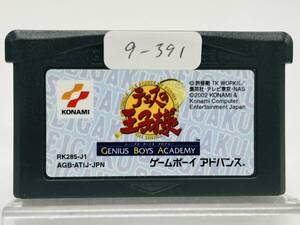 9-391
© 許斐剛 TK WORKS/
集英社・テレビ東京・NAS
©2002 KONAMI &
Konami Computer
Entertainment Japan
KONAMI
テニスの
王子様
GENIUS BOYS ACADEMY
RK285-J1
AGB-ATIJ-JPN
ゲームボーイ アドバンス®